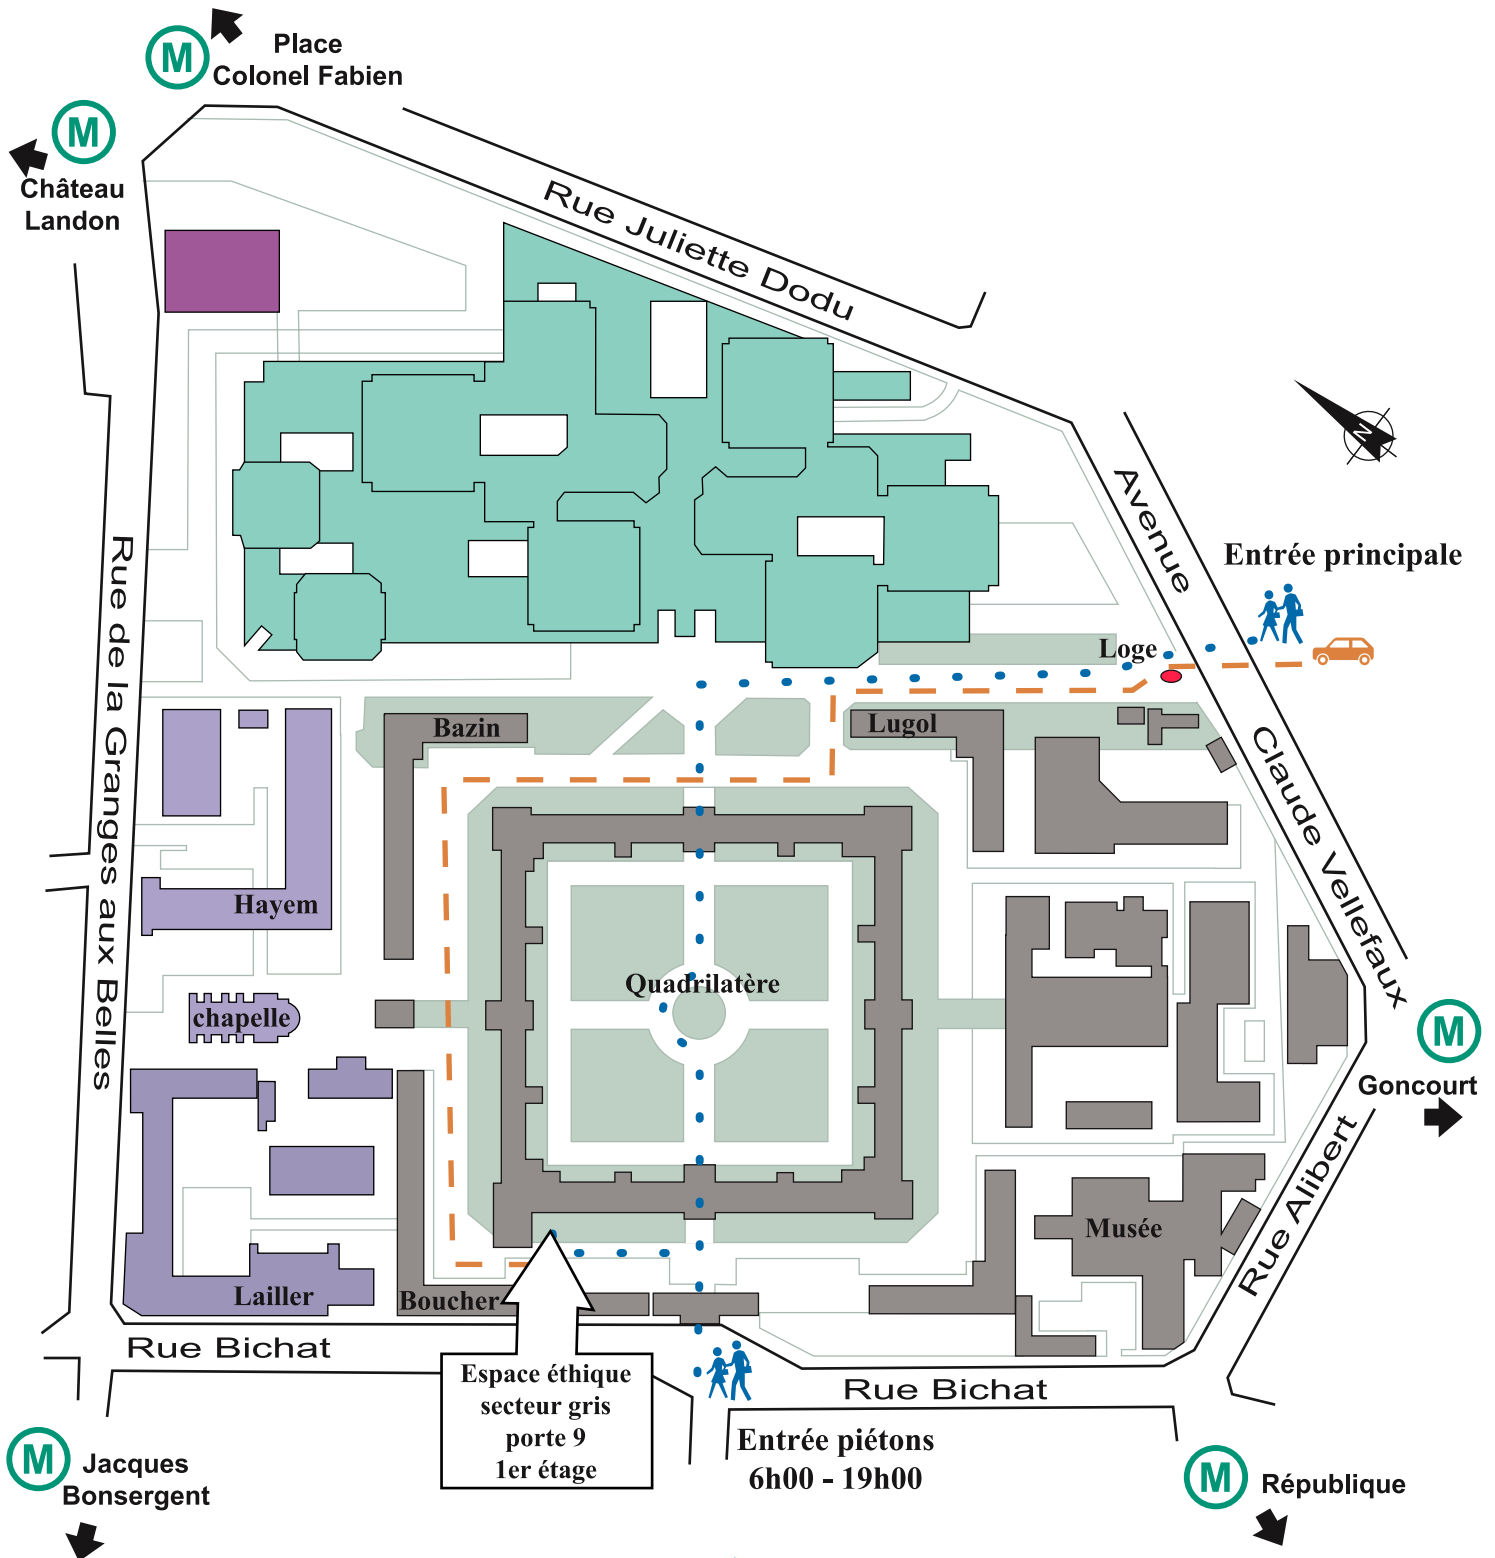 M
Place
Colonel Fabien
M
Château
Landon
Rue Juliette Dodu
N
Avenue
Claude Vellefaux
Entrée principale
Loge
Rue de la Granges aux Belles
Bazin
Lugol
Hayem
Quadrilatère
chapelle
M
Goncourt
Rue Alibert
Musée
Lailler
Boucher
Rue Bichat
Espace éthique
secteur gris
porte 9
1er étage
Rue Bichat
Entrée piétons
6h00 - 19h00
M
Jacques
Bonsergent
M
République